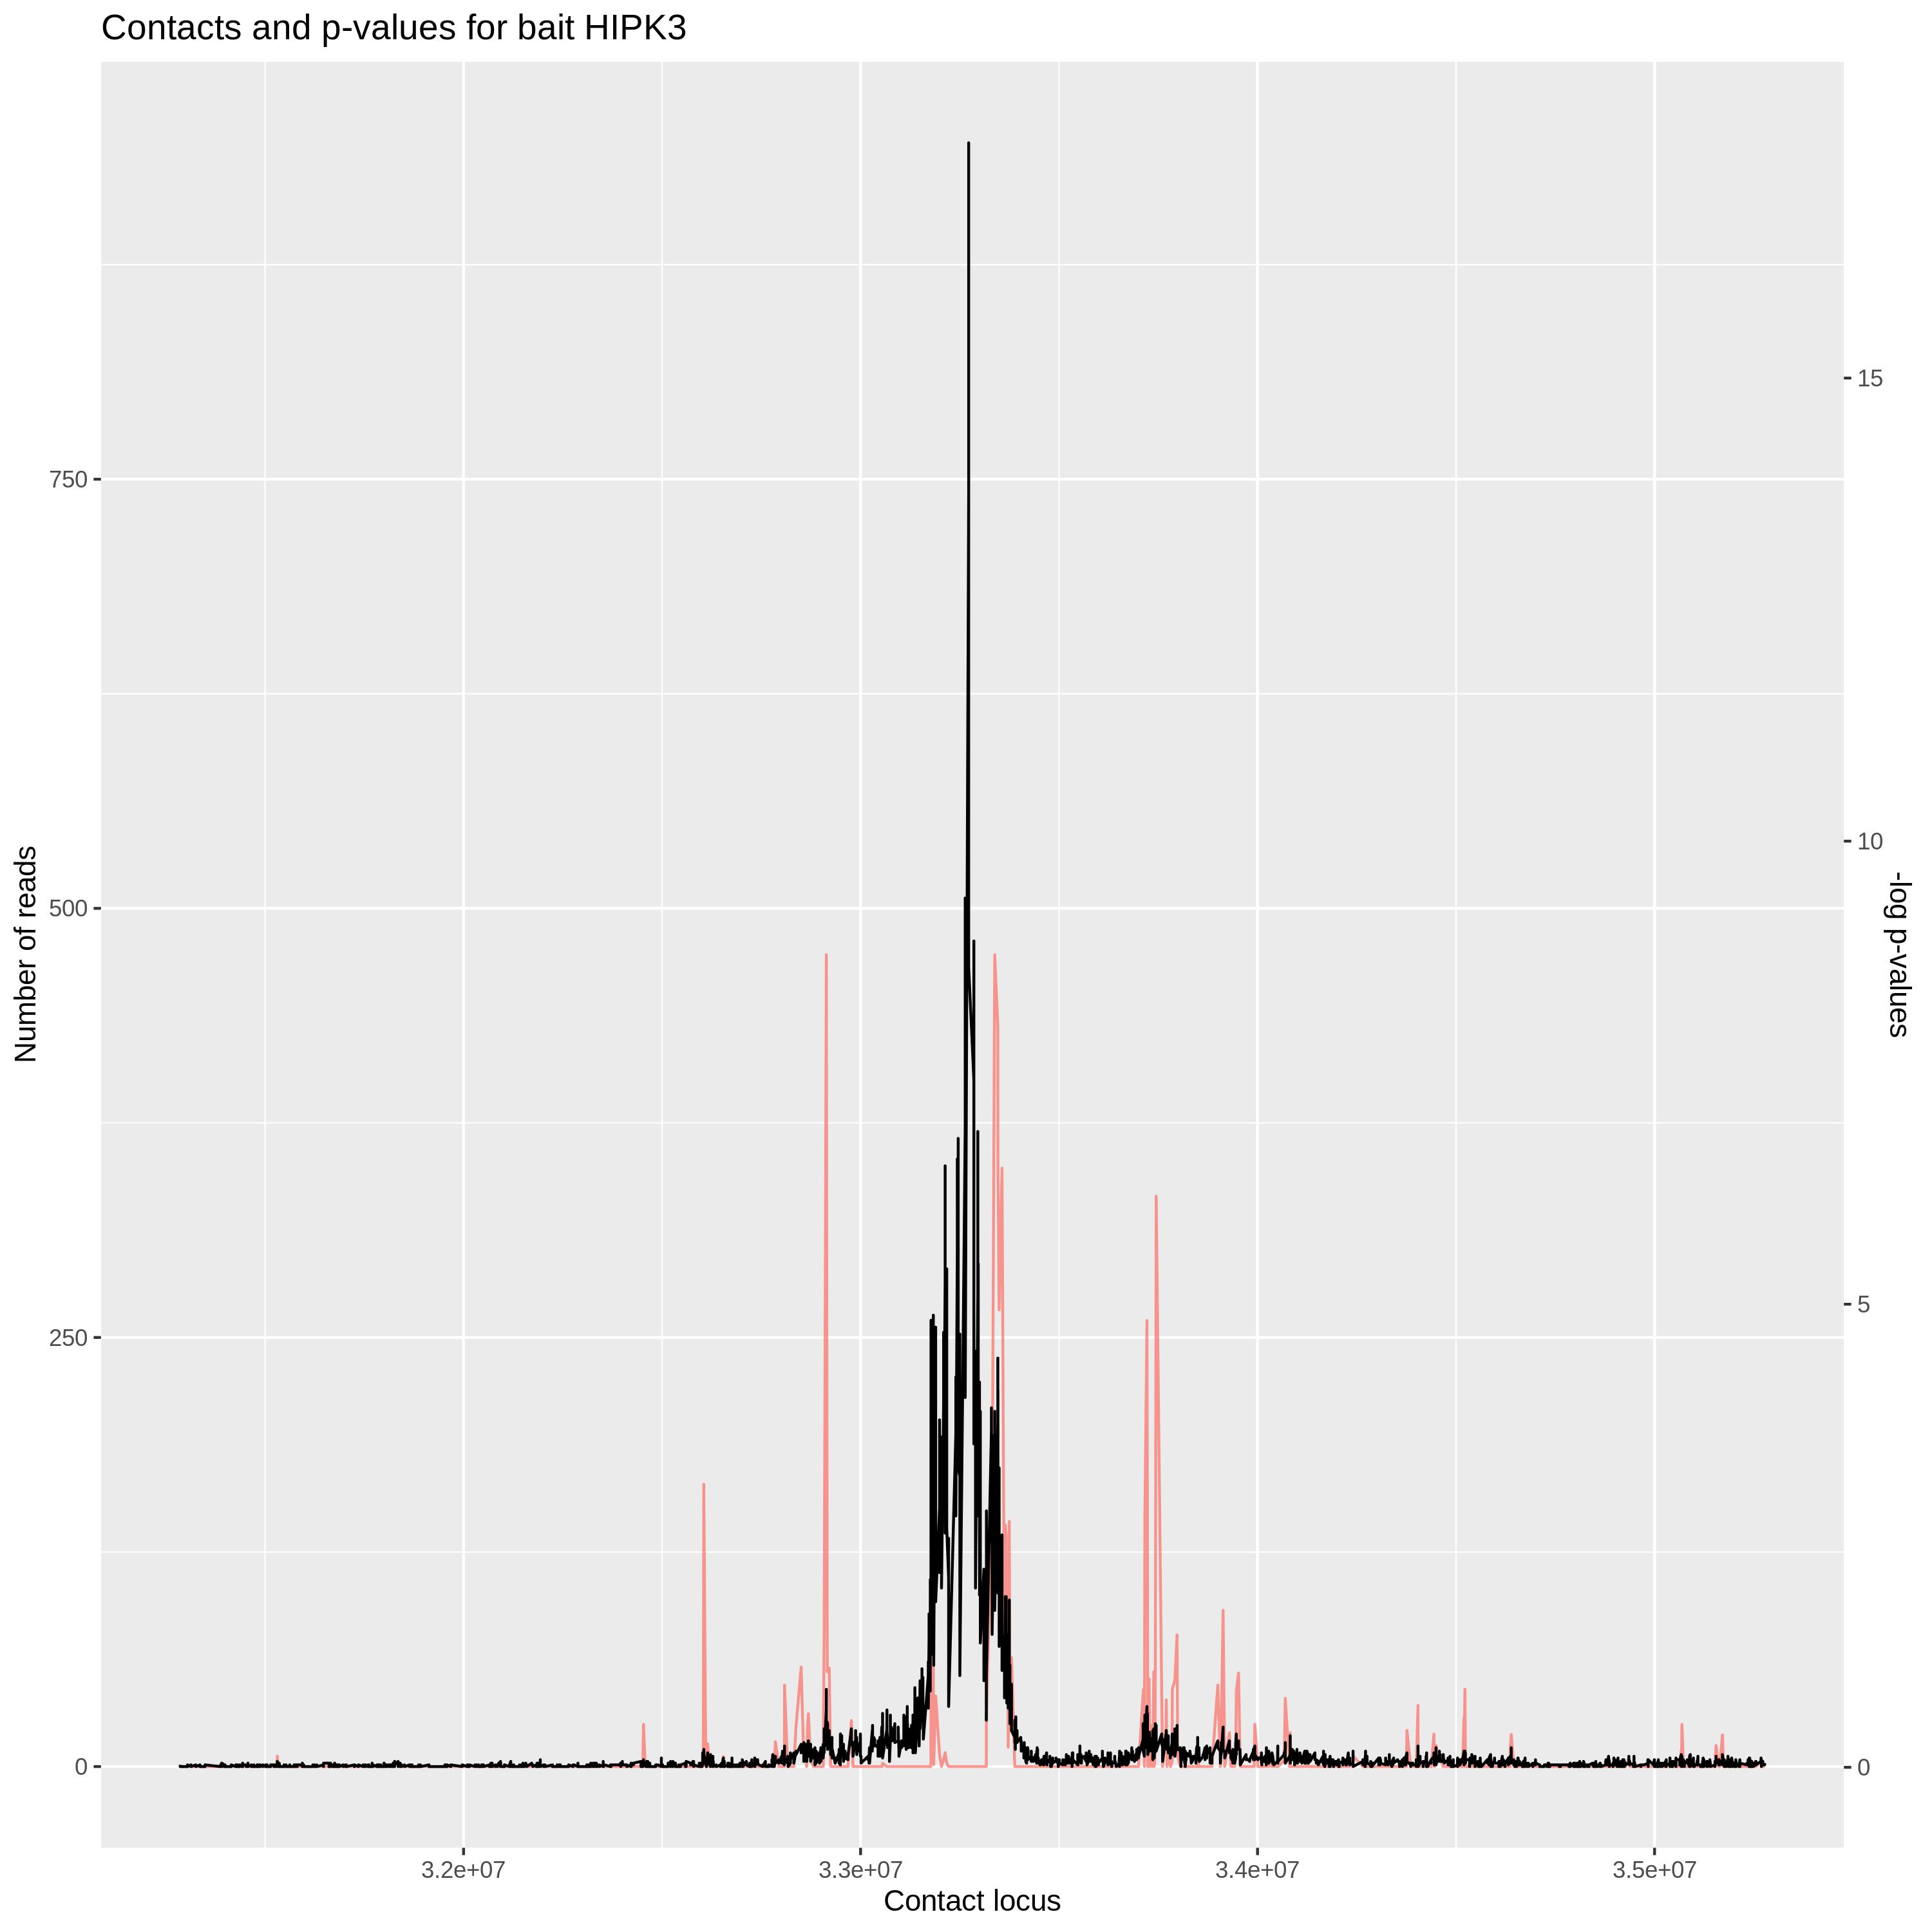 Contacts and p-values for bait HIPK3
Number of reads
750
500
250
0
15
10
5
0
-log p-values
3.2e+07
3.3e+07
3.4e+07
3.5e+07
Contact locus